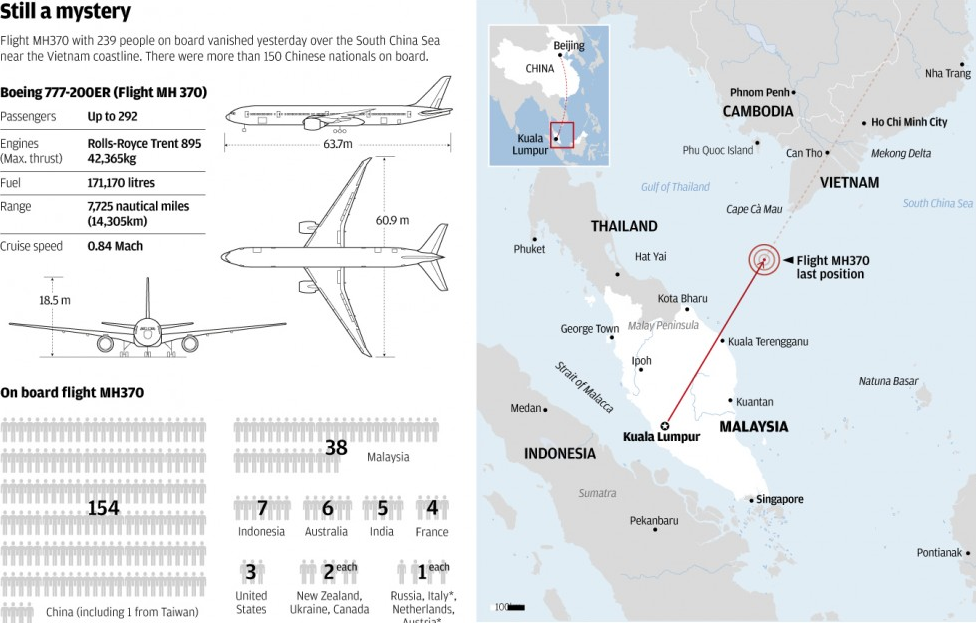 Still a mystery
Flight MH370 with 239 people on board vanished yesterday over the South China Sea
near the Vietnam coastline. There were more than 150 Chinese nationals on board.
Boeing 777-200ER (Flight MH 370)
Passengers Up to 292
Engines Rolls-Royce Trent 895
(Max. thrust) 42,365kg
Fuel 171,170 litres
Range 7,725 nautical miles
(14,305km)
Cruise speed 0.84 Mach
63.7m
60.9 m
18.5 m
On board flight MH370
154
China (including 1 from Taiwan)
38
Malaysia
7
Indonesia
6
Australia
5
India
4
France
3
United
States
2 each
New Zealand,
Ukraine, Canada
1 each
Russia, Italy*,
Netherlands,
Austria*
Beijing
CHINA
Kuala
Lumpur
Nha Trang
Phnom Penh
CAMBODIA
Ho Chi Minh City
Phu Quoc Island
Can Tho
Mekong Delta
VIETNAM
Gulf of Thailand
South China Sea
Cape Cà Mau
THAILAND
Phuket
Hat Yai
Flight MH370
last position
Kota Bharu
George Town
Malay Peninsula
Kuala Terengganu
Ipoh
Strait of Malacca
Natuna Basar
Medan
Kuantan
Kuala Lumpur
MALAYSIA
INDONESIA
Sumatra
Singapore
Pekanbaru
Pontianak